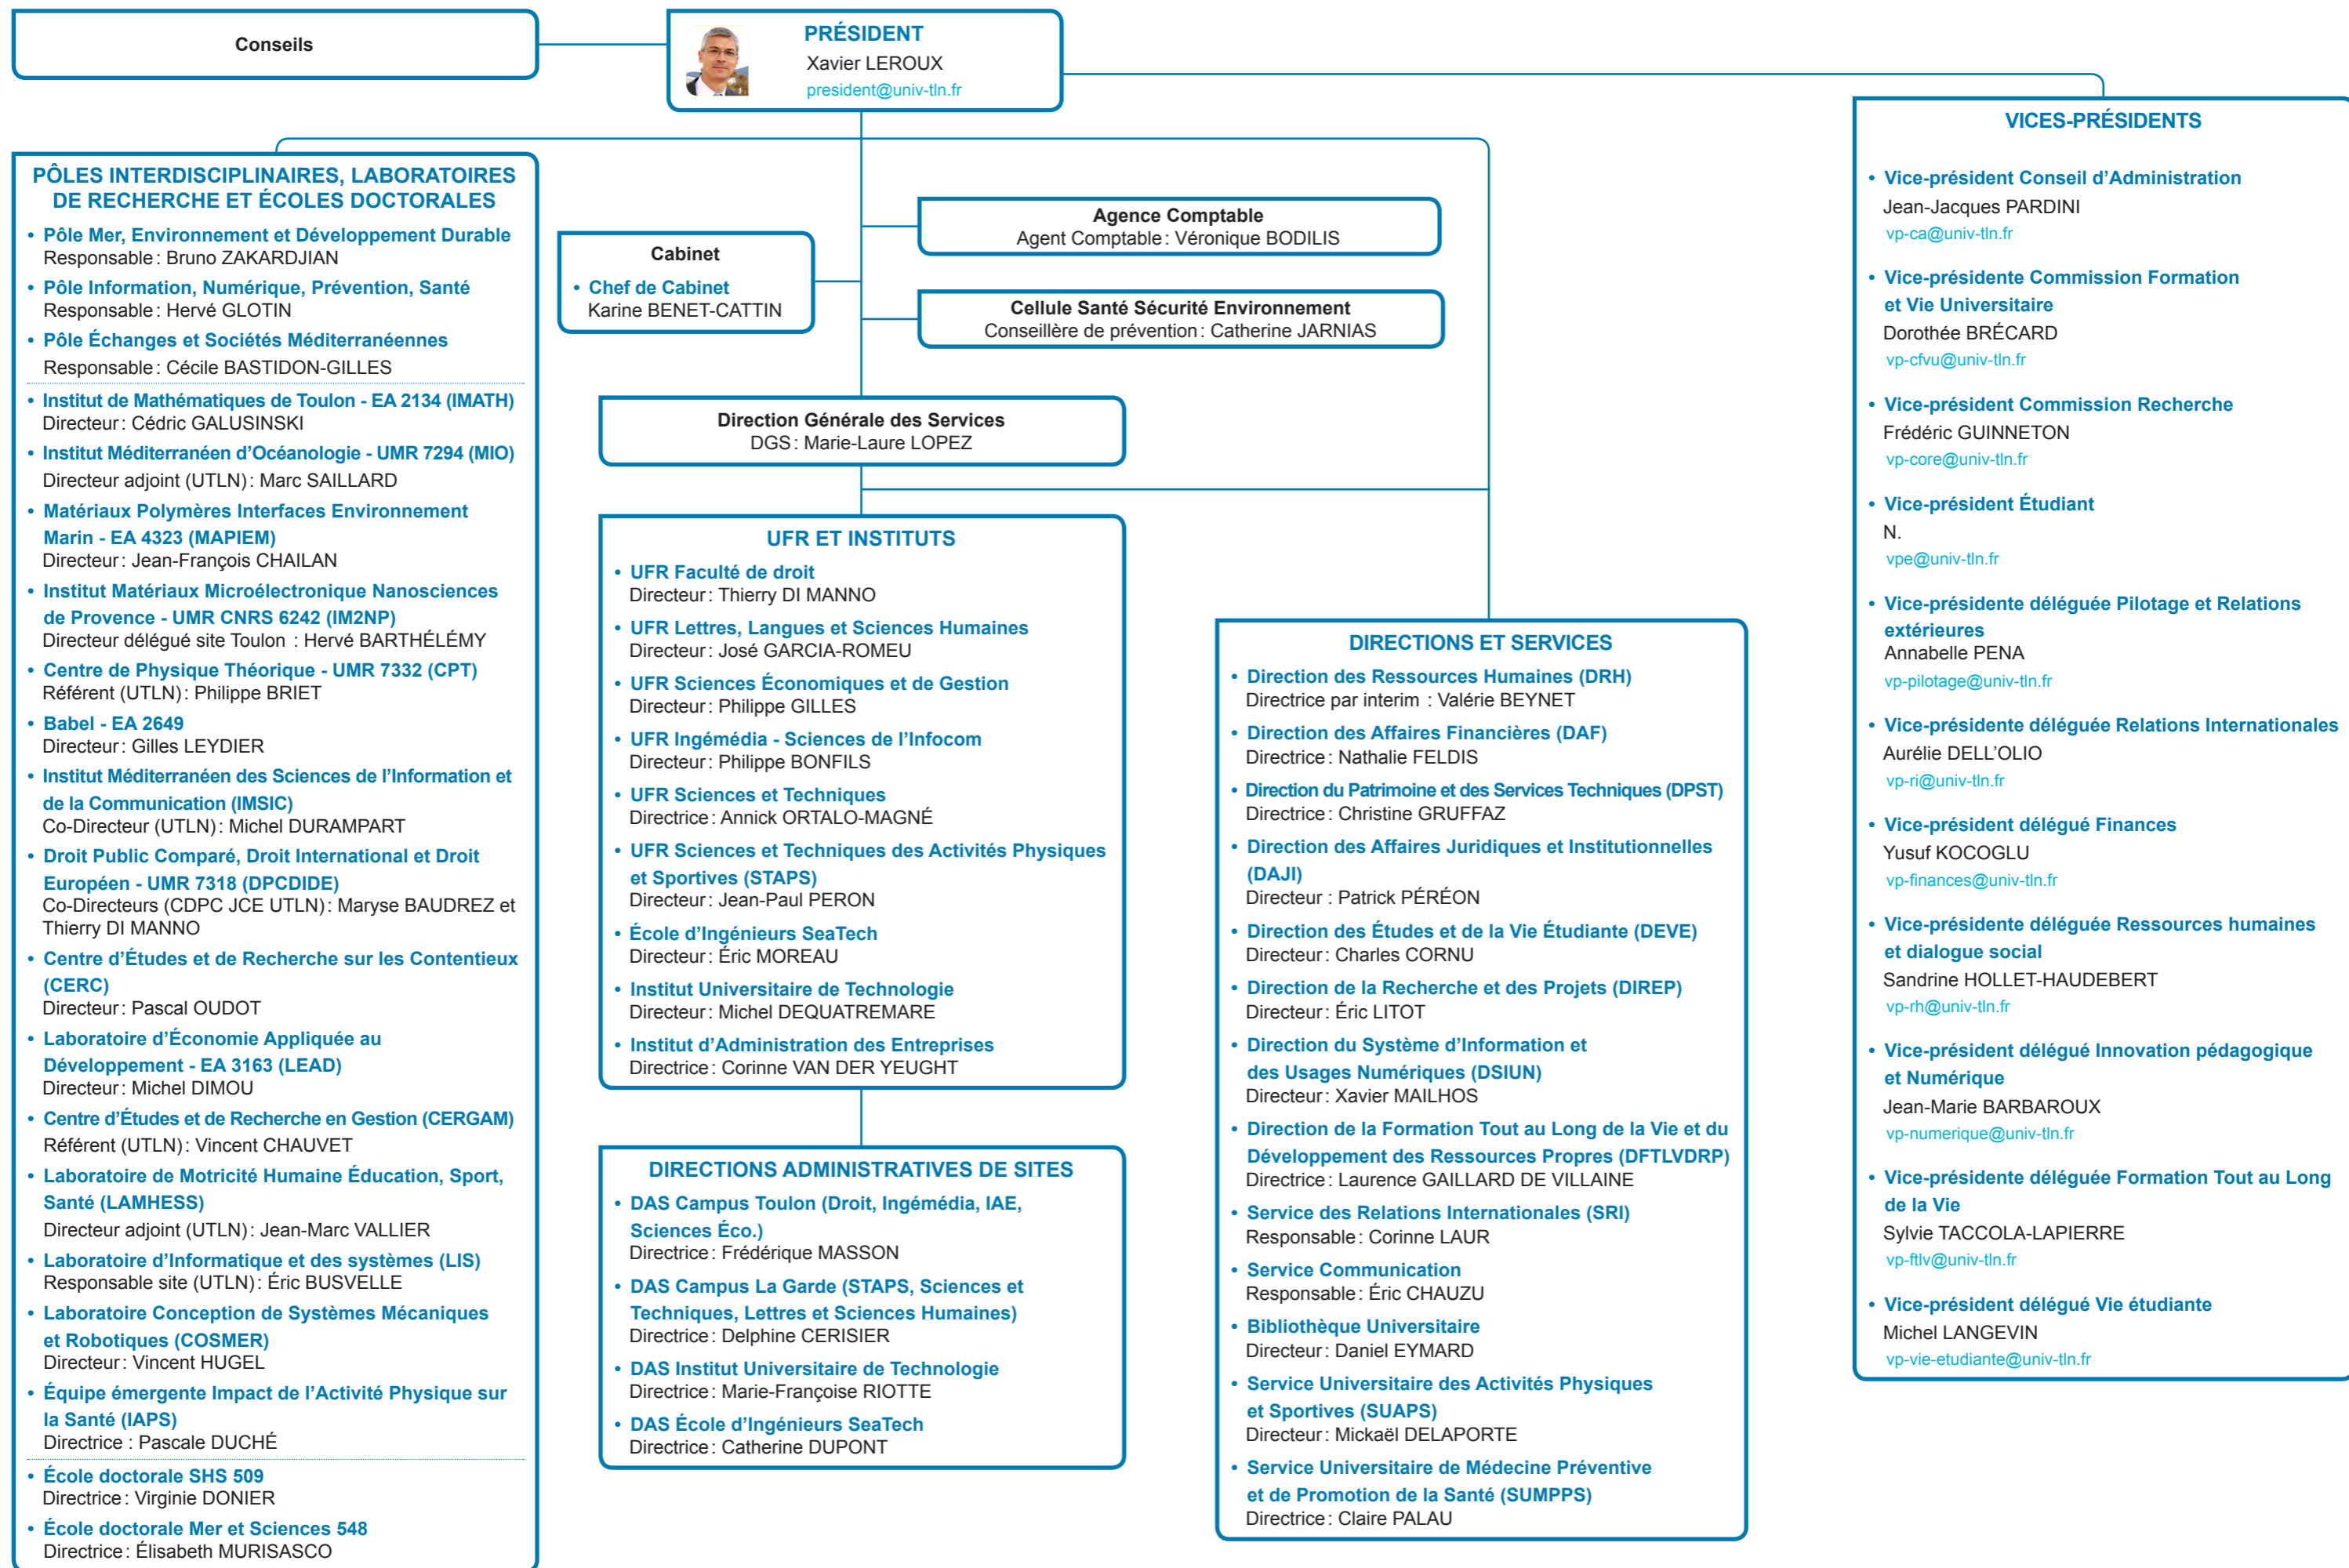 Conseils
PRÉSIDENT
Xavier LEROUX
president@univ-tln.fr
PÔLES INTERDISCIPLINAIRES, LABORATOIRES
DE RECHERCHE ET ÉCOLES DOCTORALES
• Pôle Mer, Environnement et Développement Durable
Responsable : Bruno ZAKARDJIAN
• Pôle Information, Numérique, Prévention, Santé
Responsable : Hervé GLOTIN
• Pôle Échanges et Sociétés Méditerranéennes
Responsable : Cécile BASTIDON-GILLES
• Institut de Mathématiques de Toulon - EA 2134 (IMATH)
Directeur : Cédric GALUSINSKI
• Institut Méditerranéen d'Océanologie - UMR 7294 (MIO)
Directeur adjoint (UTLN) : Marc SAILLARD
• Matériaux Polymères Interfaces Environnement
Marin - EA 4323 (MAPIEM)
Directeur : Jean-François CHAILAN
• Institut Matériaux Microélectronique Nanosciences
de Provence - UMR CNRS 6242 (IM2NP)
Directeur délégué site Toulon : Hervé BARTHÉLÉMY
• Centre de Physique Théorique - UMR 7332 (CPT)
Référent (UTLN) : Philippe BRIET
• Babel - EA 2649
Directeur : Gilles LEYDIER
• Institut Méditerranéen des Sciences de l'Information et
de la Communication (IMSIC)
Co-Directeur (UTLN) : Michel DURAMPART
• Droit Public Comparé, Droit International et Droit
Européen - UMR 7318 (DPCDIDE)
Co-Directeurs (CDPC JCE UTLN) : Maryse BAUDREZ et
Thierry DI MANNO
• Centre d'Études et de Recherche sur les Contentieux
(CERC)
Directeur : Pascal OUDOT
• Laboratoire d'Économie Appliquée au
Développement - EA 3163 (LEAD)
Directeur : Michel DIMOU
• Centre d'Études et de Recherche en Gestion (CERGAM)
Référent (UTLN) : Vincent CHAUVET
• Laboratoire de Motricité Humaine Éducation, Sport,
Santé (LAMHESS)
Directeur adjoint (UTLN) : Jean-Marc VALLIER
• Laboratoire d'Informatique et des systèmes (LIS)
Responsable site (UTLN) : Éric BUSVELLE
• Laboratoire Conception de Systèmes Mécaniques
et Robotiques (COSMER)
Directeur : Vincent HUGEL
• Équipe émergente Impact de l'Activité Physique sur
la Santé (IAPS)
Directrice : Pascale DUCHÉ
• École doctorale SHS 509
Directrice : Virginie DONIER
• École doctorale Mer et Sciences 548
Directrice : Élisabeth MURISASCO
Cabinet
• Chef de Cabinet
Karine BENET-CATTIN
Agence Comptable
Agent Comptable : Véronique BODILIS
Cellule Santé Sécurité Environnement
Conseillère de prévention : Catherine JARNIAS
Direction Générale des Services
DGS : Marie-Laure LOPEZ
UFR ET INSTITUTS
• UFR Faculté de droit
Directeur : Thierry DI MANNO
• UFR Lettres, Langues et Sciences Humaines
Directeur : José GARCIA-ROMEU
• UFR Sciences Économiques et de Gestion
Directeur : Philippe GILLES
• UFR Ingémédia - Sciences de l'Infocom
Directeur : Philippe BONFILS
• UFR Sciences et Techniques
Directrice : Annick ORTALO-MAGNÉ
• UFR Sciences et Techniques des Activités Physiques
et Sportives (STAPS)
Directeur : Jean-Paul PERON
• École d'Ingénieurs SeaTech
Directeur : Éric MOREAU
• Institut Universitaire de Technologie
Directeur : Michel DEQUATREMARE
• Institut d'Administration des Entreprises
Directrice : Corinne VAN DER YEUGHT
DIRECTIONS ADMINISTRATIVES DE SITES
• DAS Campus Toulon (Droit, Ingémédia, IAE,
Sciences Éco.)
Directrice : Frédérique MASSON
• DAS Campus La Garde (STAPS, Sciences et
Techniques, Lettres et Sciences Humaines)
Directrice : Delphine CERISIER
• DAS Institut Universitaire de Technologie
Directrice : Marie-Françoise RIOTTE
• DAS École d'Ingénieurs SeaTech
Directrice : Catherine DUPONT
DIRECTIONS ET SERVICES
• Direction des Ressources Humaines (DRH)
Directrice par interim : Valérie BEYNET
• Direction des Affaires Financières (DAF)
Directrice : Nathalie FELDIS
• Direction du Patrimoine et des Services Techniques (DPST)
Directrice : Christine GRUFFAZ
• Direction des Affaires Juridiques et Institutionnelles
(DAJI)
Directeur : Patrick PÉRÉON
• Direction des Études et de la Vie Étudiante (DEVE)
Directeur : Charles CORNU
• Direction de la Recherche et des Projets (DIREP)
Directeur : Éric LITOT
• Direction du Système d'Information et
des Usages Numériques (DSIUN)
Directeur : Xavier MAILHOS
• Direction de la Formation Tout au Long de la Vie et du
Développement des Ressources Propres (DFTLVDRP)
Directrice : Laurence GAILLARD DE VILLAINE
• Service des Relations Internationales (SRI)
Responsable : Corinne LAUR
• Service Communication
Responsable : Éric CHAUZU
• Bibliothèque Universitaire
Directeur : Daniel EYMARD
• Service Universitaire des Activités Physiques
et Sportives (SUAPS)
Directeur : Mickaël DELAPORTE
• Service Universitaire de Médecine Préventive
et de Promotion de la Santé (SUMPPS)
Directrice : Claire PALAU
VICES-PRÉSIDENTS
• Vice-président Conseil d'Administration
Jean-Jacques PARDINI
vp-ca@univ-tln.fr
• Vice-présidente Commission Formation
et Vie Universitaire
Dorothée BRÉCARD
vp-cfvu@univ-tln.fr
• Vice-président Commission Recherche
Frédéric GUINNETON
vp-core@univ-tln.fr
• Vice-président Étudiant
N.
vpe@univ-tln.fr
• Vice-présidente déléguée Pilotage et Relations
extérieures
Annabelle PENA
vp-pilotage@univ-tln.fr
• Vice-présidente déléguée Relations Internationales
Aurélie DELL'OLIO
vp-ri@univ-tln.fr
• Vice-président délégué Finances
Yusuf KOCOGLU
vp-finances@univ-tln.fr
• Vice-présidente déléguée Ressources humaines
et dialogue social
Sandrine HOLLET-HAUDEBERT
vp-rh@univ-tln.fr
• Vice-président délégué Innovation pédagogique
et Numérique
Jean-Marie BARBAROUX
vp-numerique@univ-tln.fr
• Vice-présidente déléguée Formation Tout au Long
de la Vie
Sylvie TACCOLA-LAPIERRE
vp-ftlv@univ-tln.fr
• Vice-président délégué Vie étudiante
Michel LANGEVIN
vp-vie-etudiante@univ-tln.fr